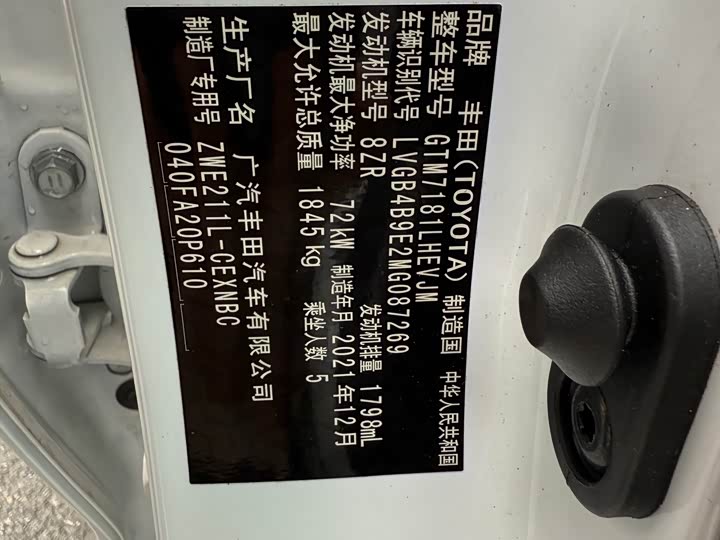 品牌 丰田(TOYOTA) 制造国 中华人民共和国
整车型号 GTM7181LHEVJM
车辆识别代号 LVGB4B9E2MG087269
发动机型号 8ZR 发动机排量 1798mL
发动机最大净功率 72kW 制造年月 2021年12月
最大允许总质量 1845kg 乘坐人数 5
生产厂名 广汽丰田汽车有限公司
制造厂专用号 ZWE211L-CEXNBC
040FA20P610